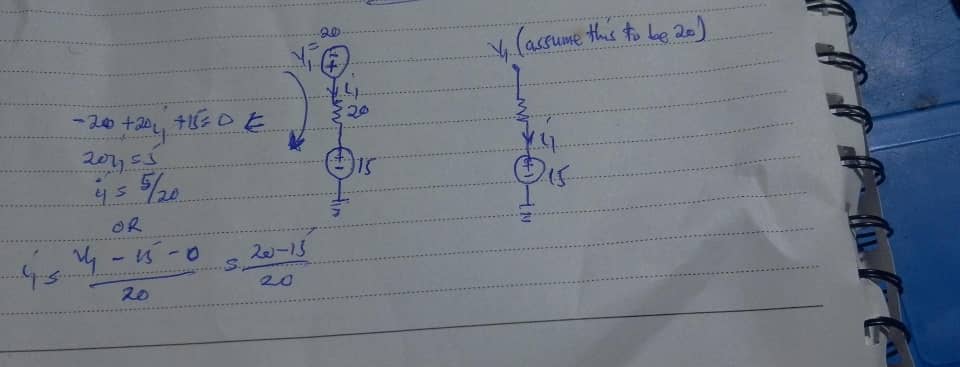 20
V₁=
i₁
20
15
V₁ (assume this to be 20)
i₁
15
-20 + 20i₁ + 15 = 0
20i₁ = 5
i₁ = 5/20
OR
i₁ = V₁ - 15 - 0 / 20 = 20-15 / 20